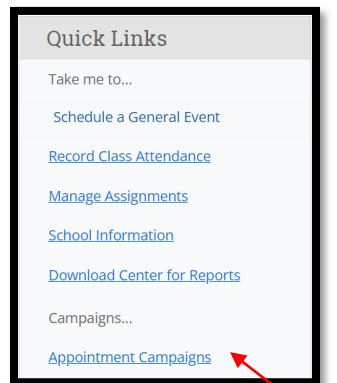 Quick Links
Take me to...
Schedule a General Event
Record Class Attendance
Manage Assignments
School Information
Download Center for Reports
Campaigns...
Appointment Campaigns